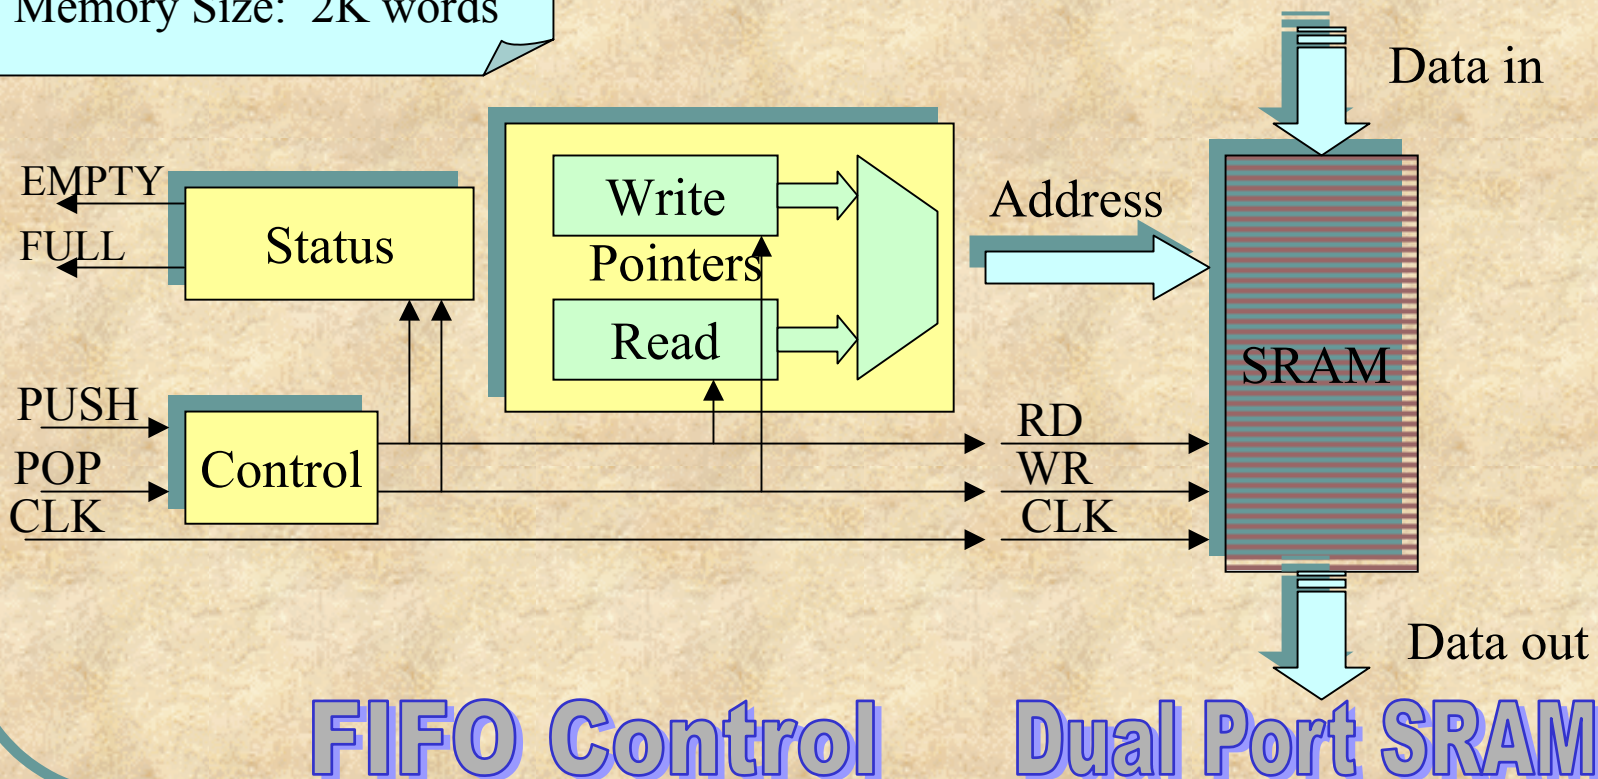 Memory Size: 2K words
Data in
EMPTY
FULL
Status
Write
Pointers
Read
Address
SRAM
PUSH
POP
CLK
Control
RD
WR
CLK
Data out
FIFO Control
Dual Port SRAM